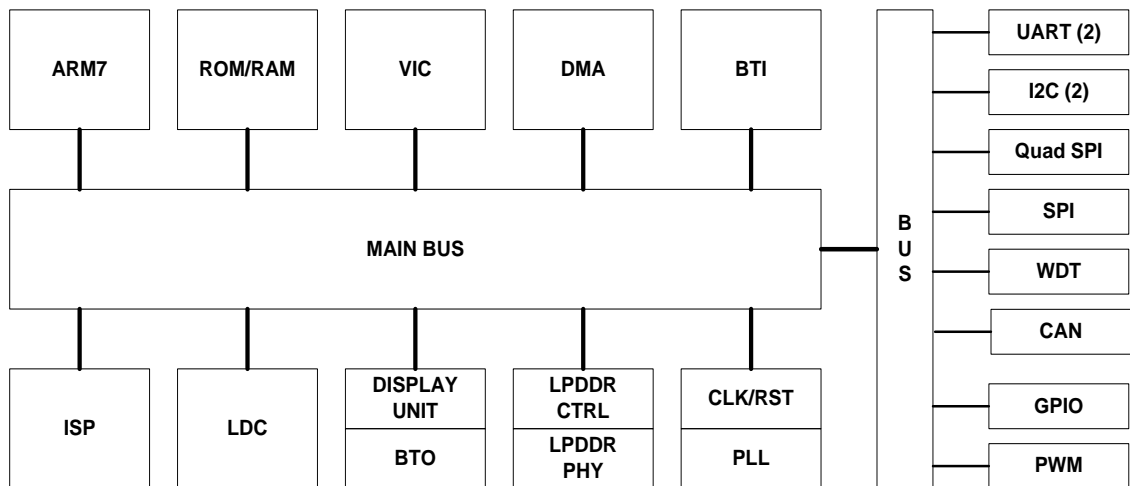 ARM7
ROM/RAM
VIC
DMA
BTI
MAIN BUS
ISP
LDC
DISPLAY
UNIT
BTO
LPDDR
CTRL
LPDDR
PHY
CLK/RST
PLL
B
U
S
UART (2)
I2C (2)
Quad SPI
SPI
WDT
CAN
GPIO
PWM